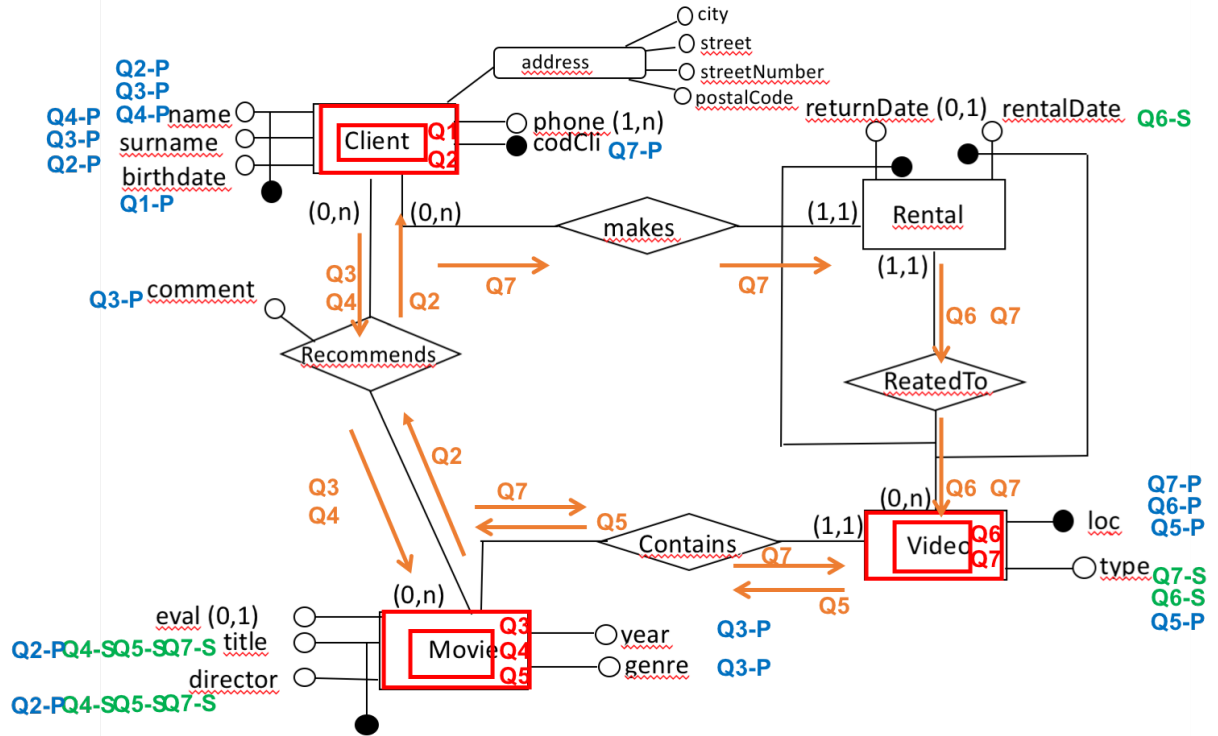 city
street
address
streetNumber
postalCode
Q2-P
Q3-P
Q4-P Q4-P name
Q3-P surname
Q2-P birthdate
Q1-P
Client Q1
Q2
phone (1,n)
codCli Q7-P
returnDate (0,1) rentalDate Q6-S
(0,n) (0,n) makes (1,1) Rental
(1,1)
Q3
Q4 Q2 Q7 Q7
Q3-P comment
Q6 Q7
Recommends
ReatedTo
Q2
Q3
Q4
Q7
Q5
Q6 Q7
(0,n)
Q7-P
Q6-P
Q5-P
loc
Contains (1,1)
Video Q6
Q7
Q7
Q5
type Q7-S
Q6-S
Q5-P
(0,n)
eval (0,1)
Q2-P Q4-S Q5-S Q7-S title
director
Q2-P Q4-S Q5-S Q7-S
Movie Q3
Q4
Q5
year Q3-P
genre Q3-P